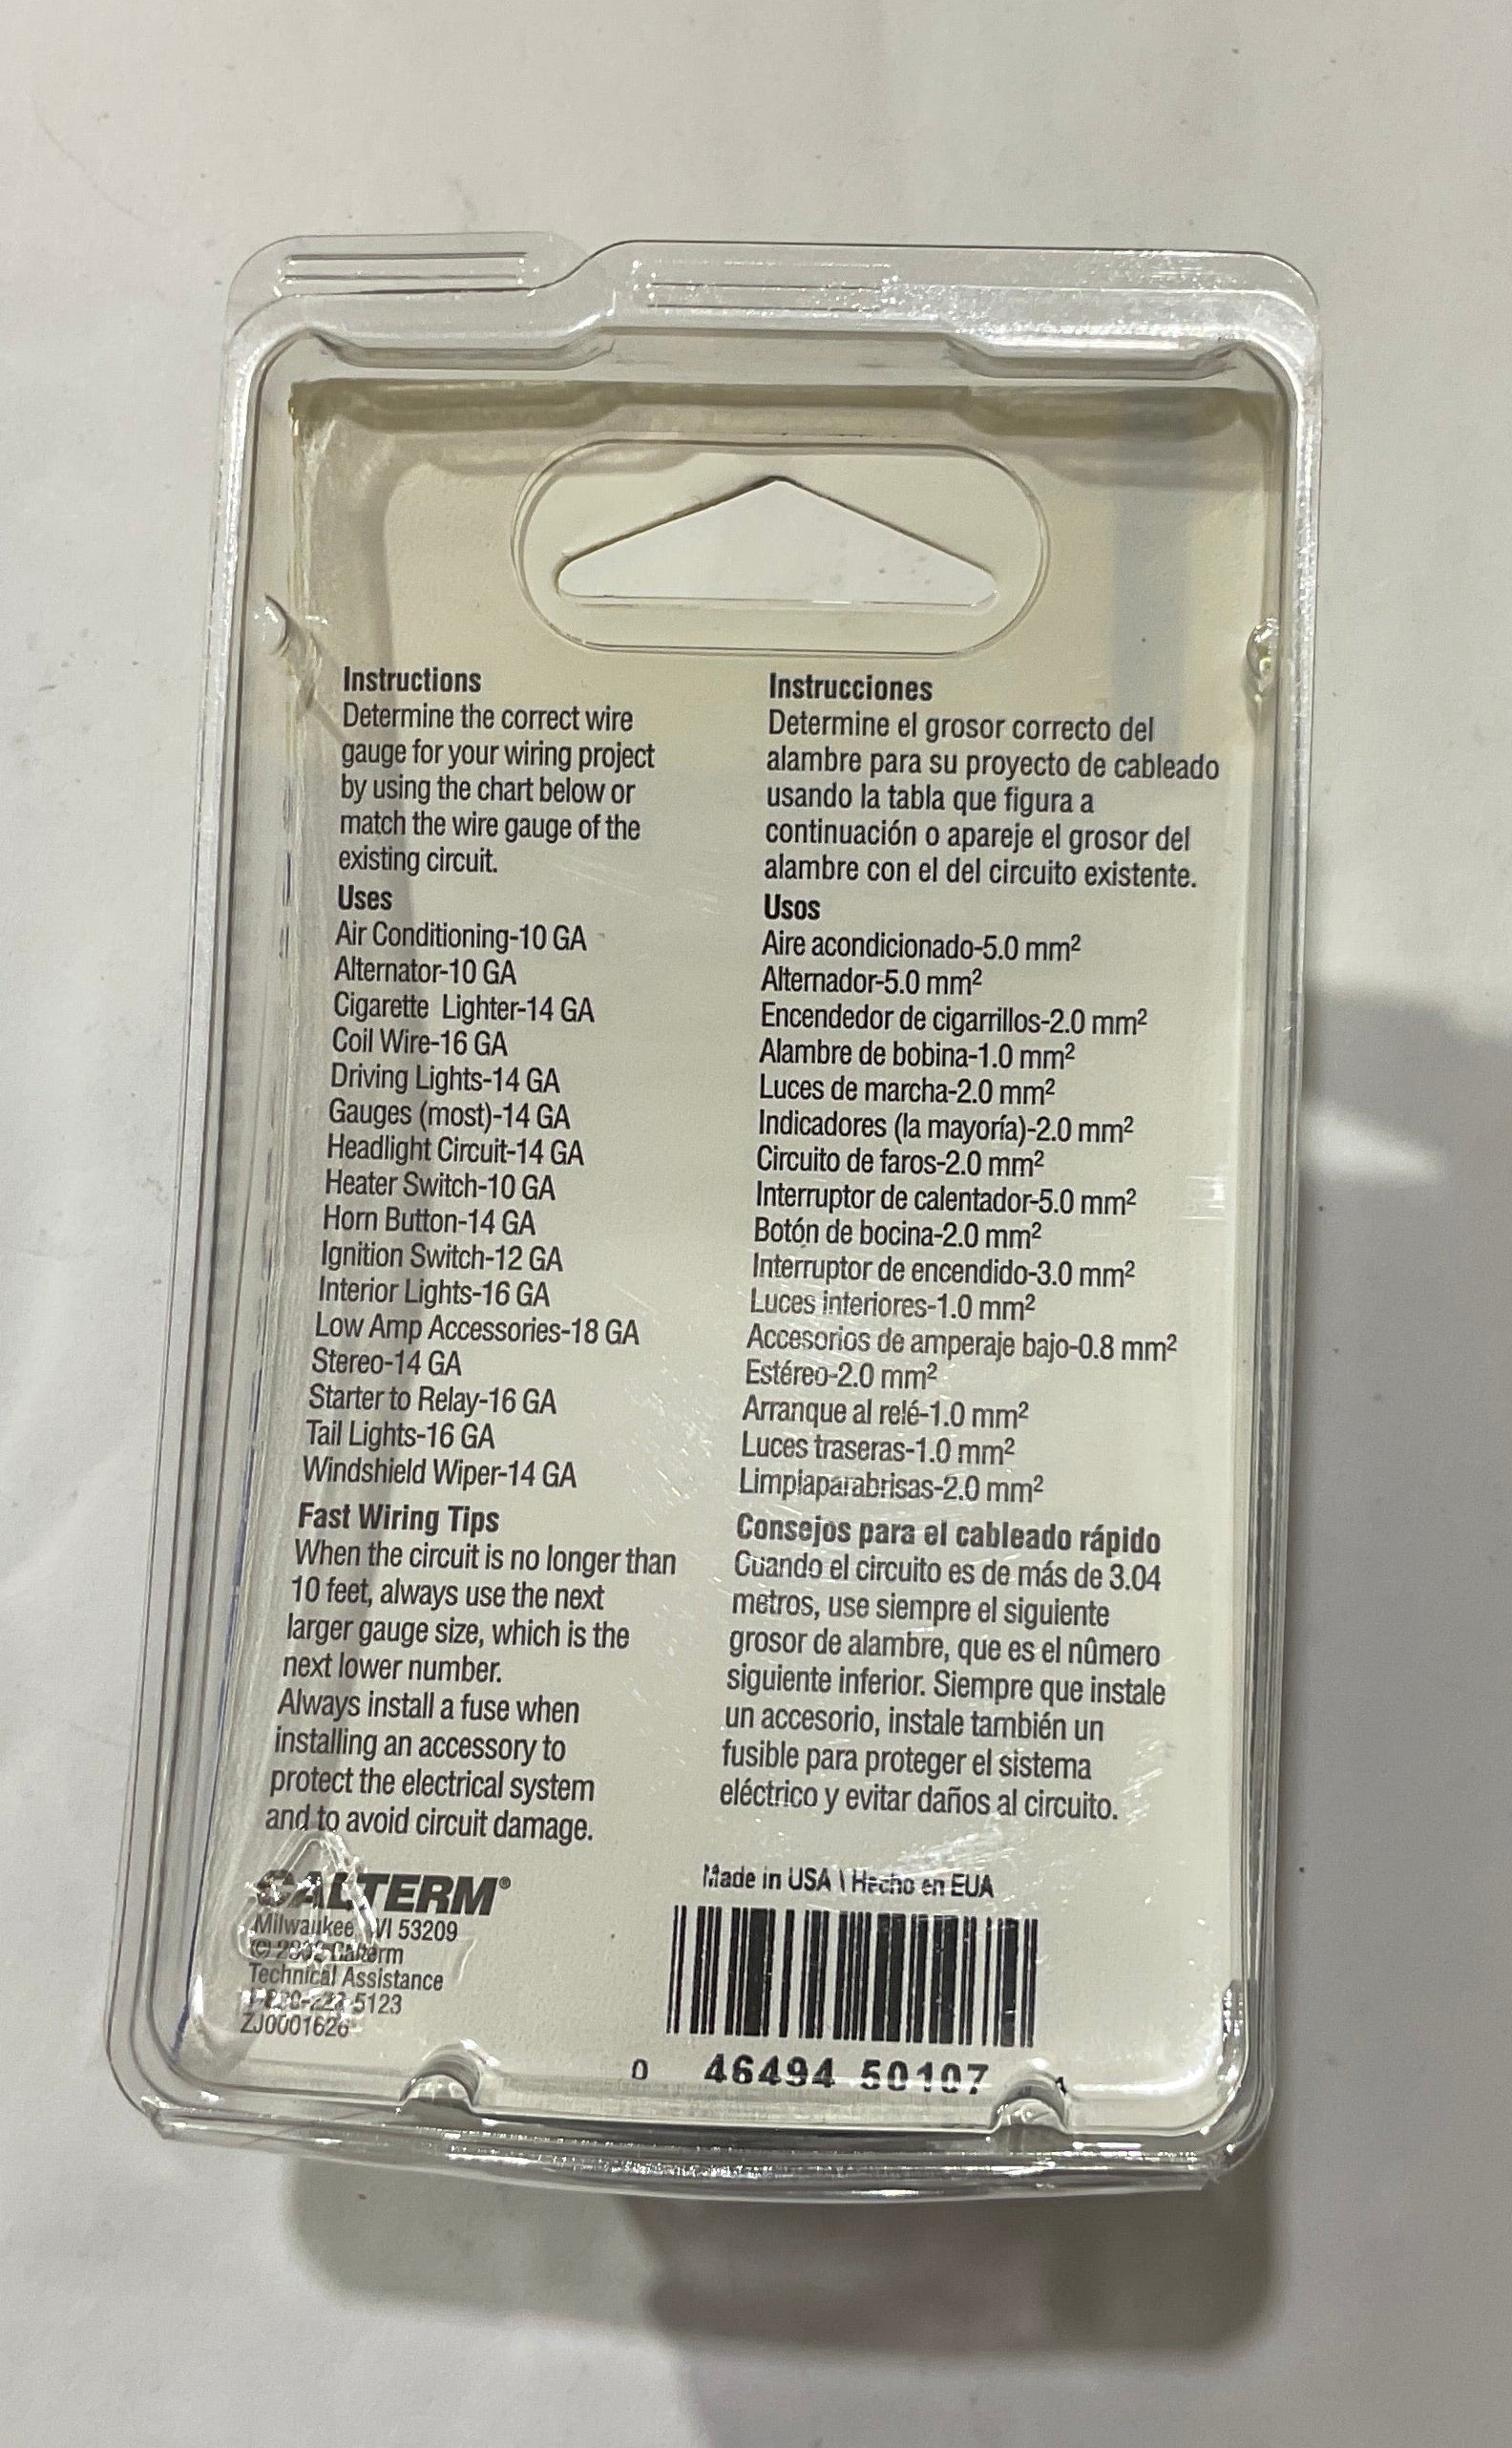 Instructions
Determine the correct wire
gauge for your wiring project
by using the chart below or
match the wire gauge of the
existing circuit.
Uses
Air Conditioning-10 GA
Alternator-10 GA
Cigarette Lighter-14 GA
Coil Wire-16 GA
Driving Lights-14 GA
Gauges (most)-14 GA
Headlight Circuit-14 GA
Heater Switch-10 GA
Horn Button-14 GA
Ignition Switch-12 GA
Interior Lights-16 GA
Low Amp Accessories-18 GA
Stereo-14 GA
Starter to Relay-16 GA
Tail Lights-16 GA
Windshield Wiper-14 GA
Fast Wiring Tips
When the circuit is no longer than
10 feet, always use the next
larger gauge size, which is the
next lower number.
Always install a fuse when
installing an accessory to
protect the electrical system
and to avoid circuit damage.
CALTERM®
Milwaukee WI 53209
© Calterm
Technical Assistance
ZJ0001626
Instrucciones
Determine el grosor correcto del
alambre para su proyecto de cableado
usando la tabla que figura a
continuación o apareje el grosor del
alambre con el del circuito existente.
Usos
Aire acondicionado-5.0 mm²
Alternador-5.0 mm²
Encendedor de cigarrillos-2.0 mm²
Alambre de bobina-1.0 mm²
Luces de marcha-2.0 mm²
Indicadores (la mayoría)-2.0 mm²
Circuito de faros-2.0 mm²
Interruptor de calentador-5.0 mm²
Botón de bocina-2.0 mm²
Interruptor de encendido-3.0 mm²
Luces interiores-1.0 mm²
Accesorios de amperaje bajo-0.8 mm²
Estéreo-2.0 mm²
Arranque al relé-1.0 mm²
Luces traseras-1.0 mm²
Limpiaparabrisas-2.0 mm²
Consejos para el cableado rápido
Cuando el circuito es de más de 3.04
metros, use siempre el siguiente
grosor de alambre, que es el nûmero
siguiente inferior. Siempre que instale
un accesorio, instale también un
fusible para proteger el sistema
eléctrico y evitar daños al circuito.
Made in USA \ Hecho en EUA
0 46494 50107